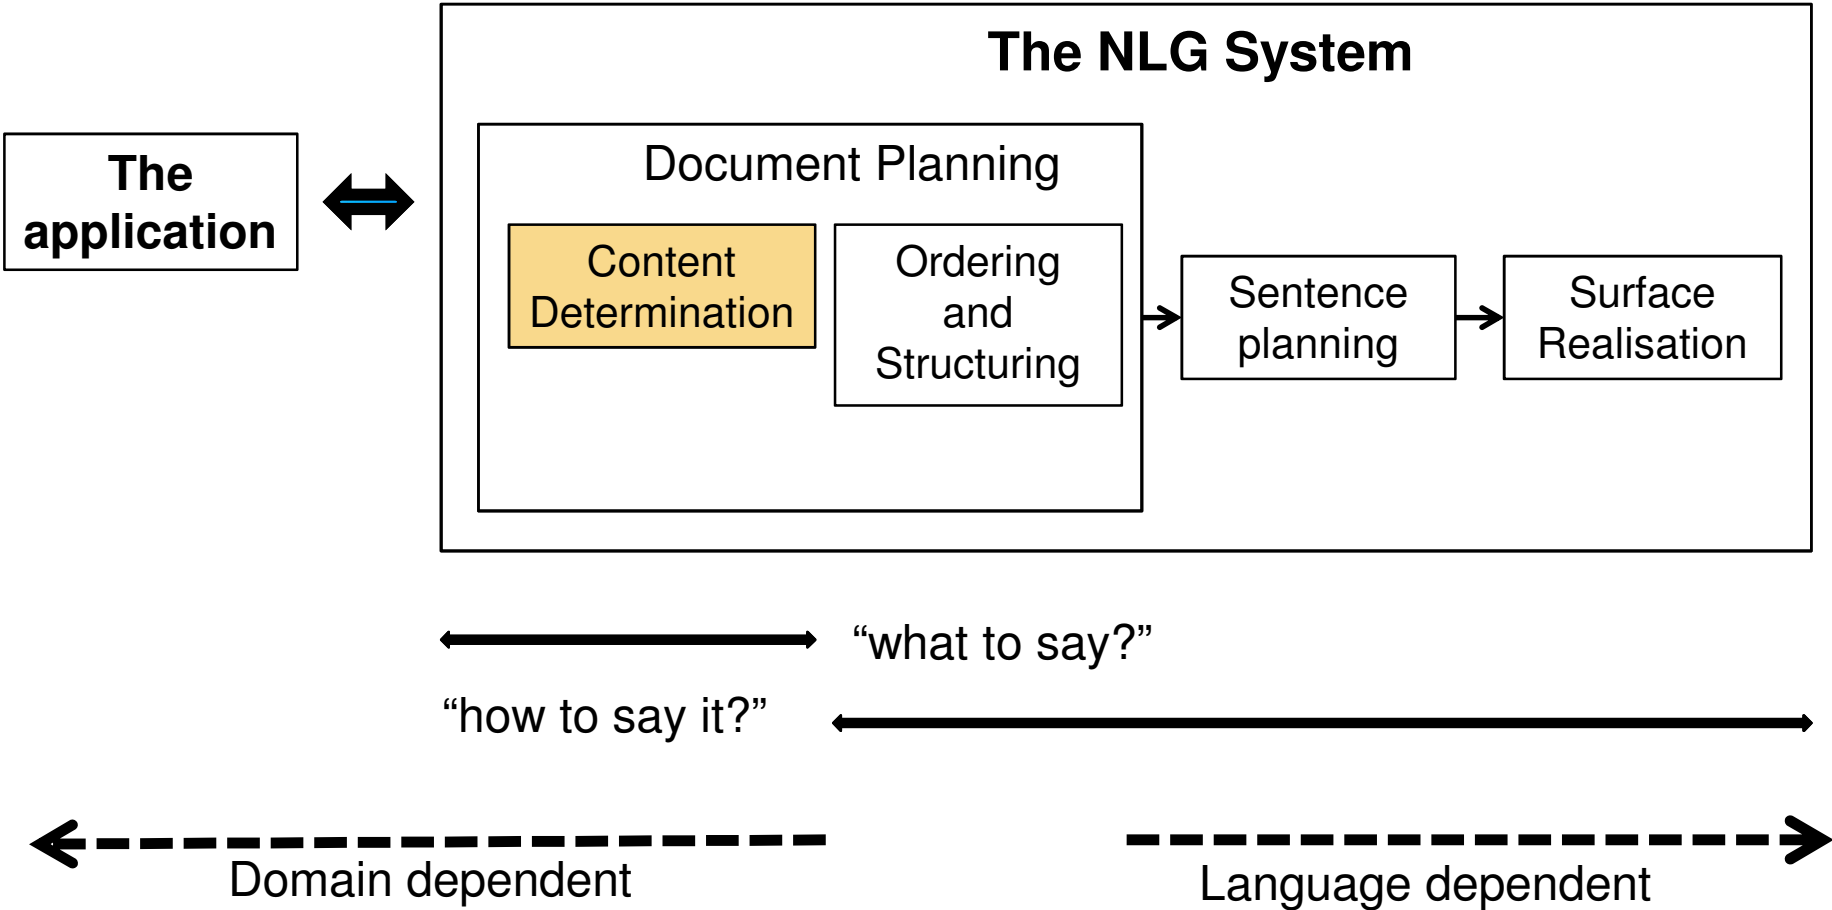 The NLG System
The
application
Document Planning
Content
Determination
Ordering
and
Structuring
Sentence
planning
Surface
Realisation
“what to say?”
“how to say it?”
Domain dependent
Language dependent